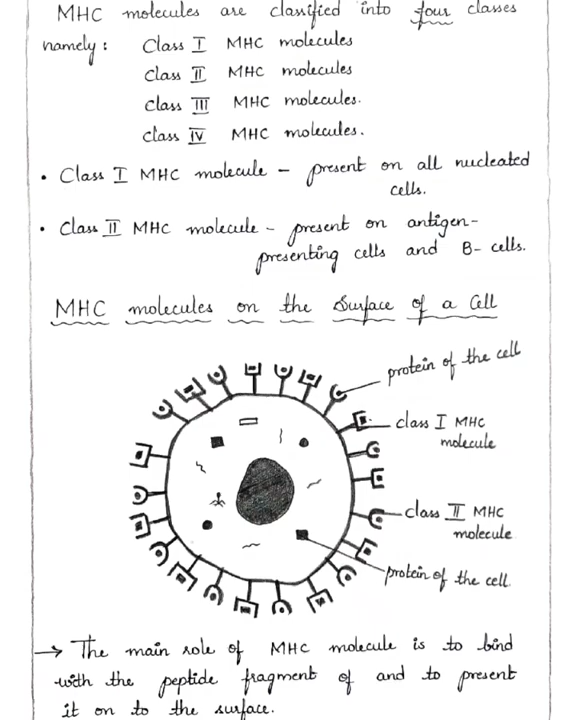 MHC molecules are classified into four classes
namely : Class I MHC molecules
Class II MHC molecules
Class III MHC molecules.
Class IV MHC molecules.
• Class I MHC molecule – present on all nucleated
cells.
• Class II MHC molecule – present on antigen-
presenting cells and B- cells.
MHC molecules on the Surface of a Cell
protein of the cell
class I MHC
molecule
class II MHC
molecule
protein of the cell
→ The main role of MHC molecule is to bind
with the peptide fragment of and to present
it on to the surface.